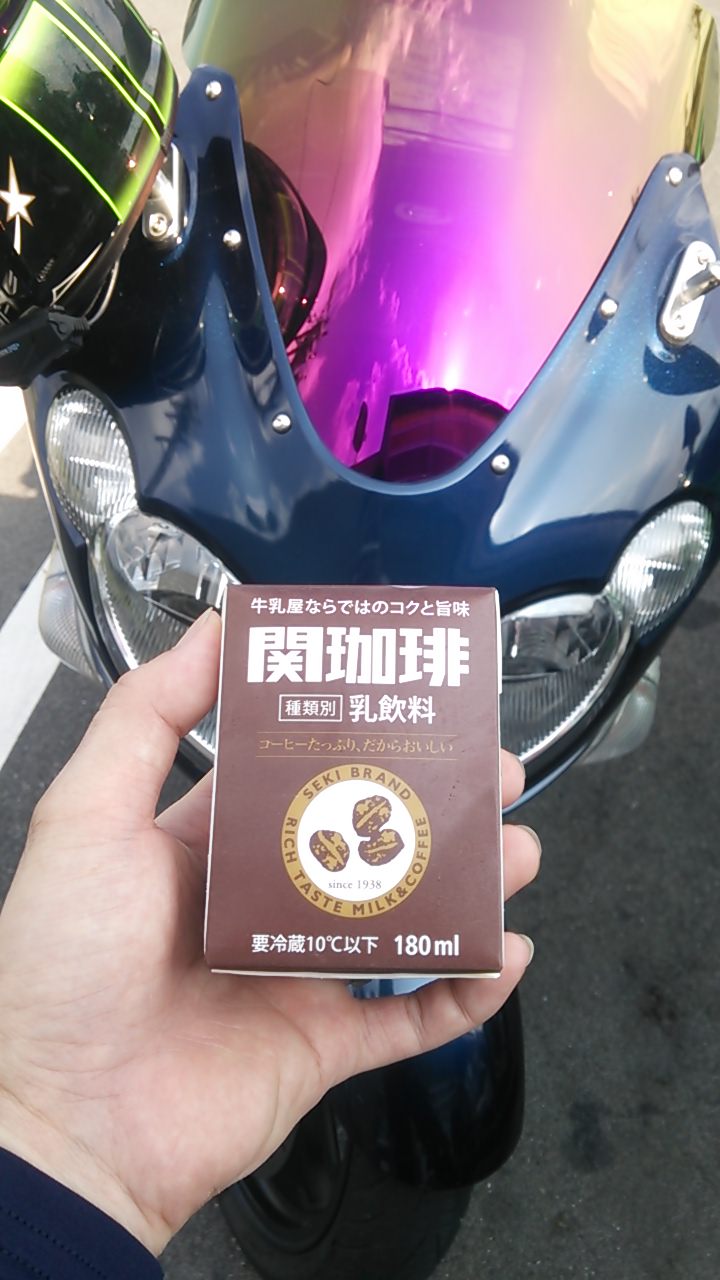 牛乳屋ならではのコクと旨味
関珈琲
種類別 乳飲料
コーヒーたっぷり、だからおいしい
SEKI BRAND
RICH TASTE MILK&COFFEE
since 1938
要冷蔵10℃以下 180ml